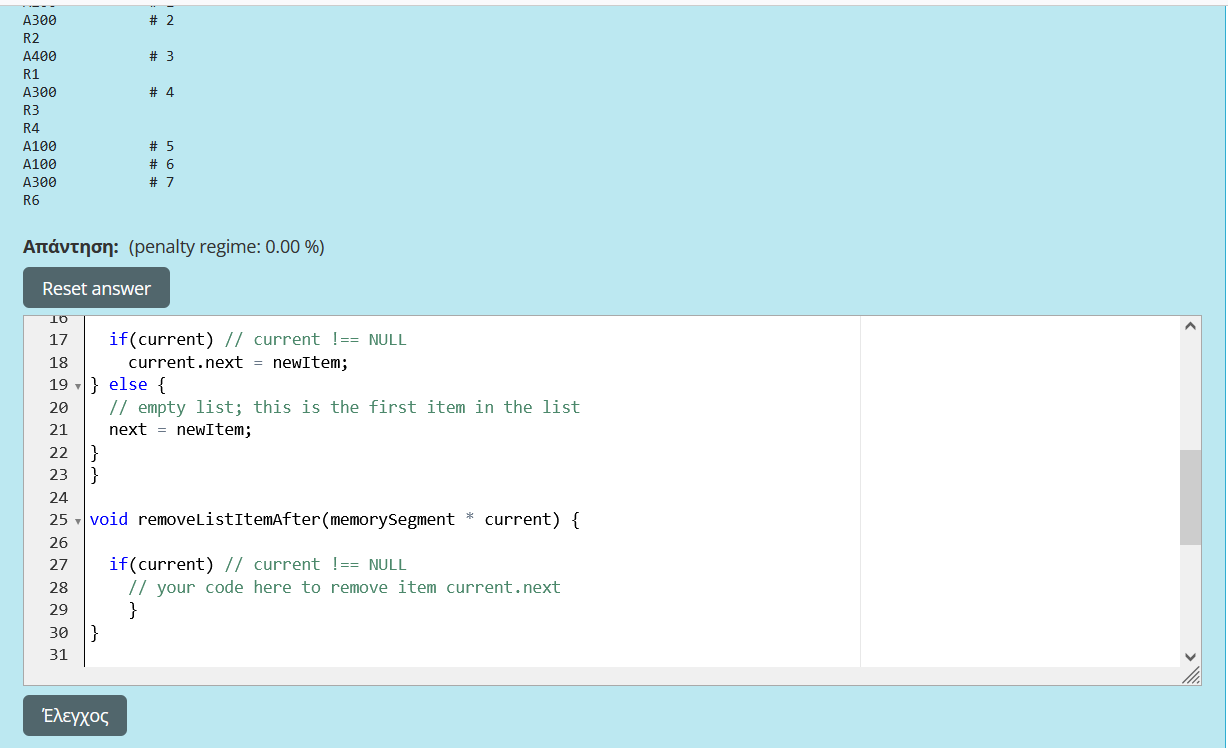 A300 # 2
R2
A400 # 3
R1
A300 # 4
R3
R4
A100 # 5
A100 # 6
A300 # 7
R6
Απάντηση: (penalty regime: 0.00 %)
Reset answer
16
17 if(current) // current !== NULL
18 current.next = newItem;
19 } else {
20 // empty list; this is the first item in the list
21 next = newItem;
22 }
23 }
24
25 void removeListItemAfter(memorySegment * current) {
26
27 if(current) // current !== NULL
28 // your code here to remove item current.next
29 }
30 }
31
Έλεγχος